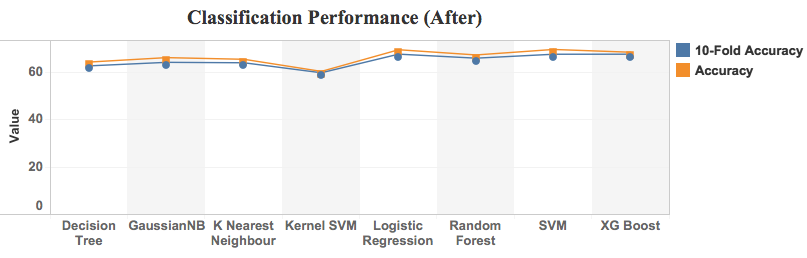 Classification Performance (After)
10-Fold Accuracy
Accuracy
Value
60
40
20
0
Decision
Tree
GaussianNB
K Nearest
Neighbour
Kernel SVM
Logistic
Regression
Random
Forest
SVM
XG Boost